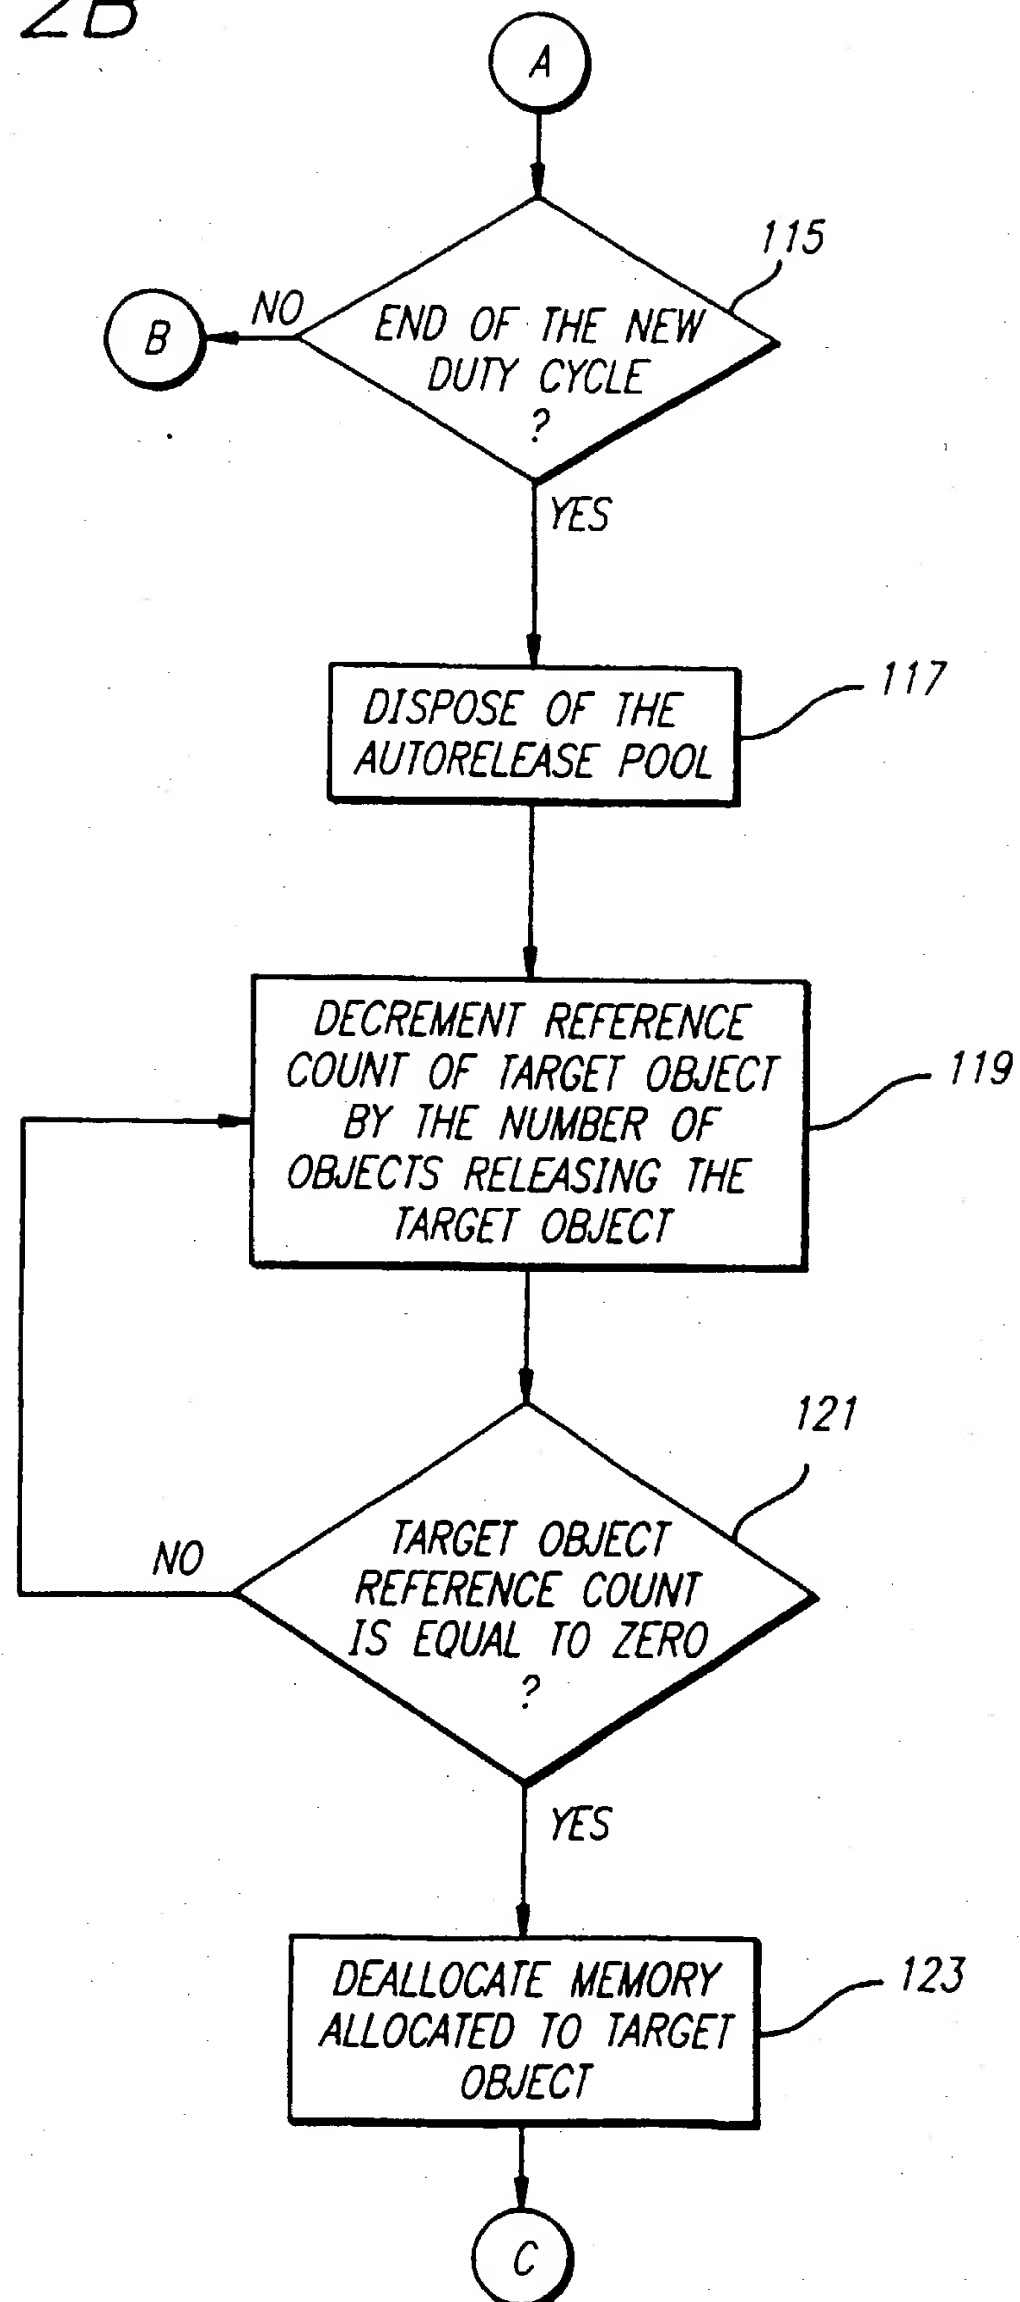 2B
A
115
END OF THE NEW
DUTY CYCLE
?
NO
B
YES
117
DISPOSE OF THE
AUTORELEASE POOL
DECREMENT REFERENCE
COUNT OF TARGET OBJECT
BY THE NUMBER OF
OBJECTS RELEASING THE
TARGET OBJECT
119
121
TARGET OBJECT
REFERENCE COUNT
IS EQUAL TO ZERO
?
NO
YES
DEALLOCATE MEMORY
ALLOCATED TO TARGET
OBJECT
123
C